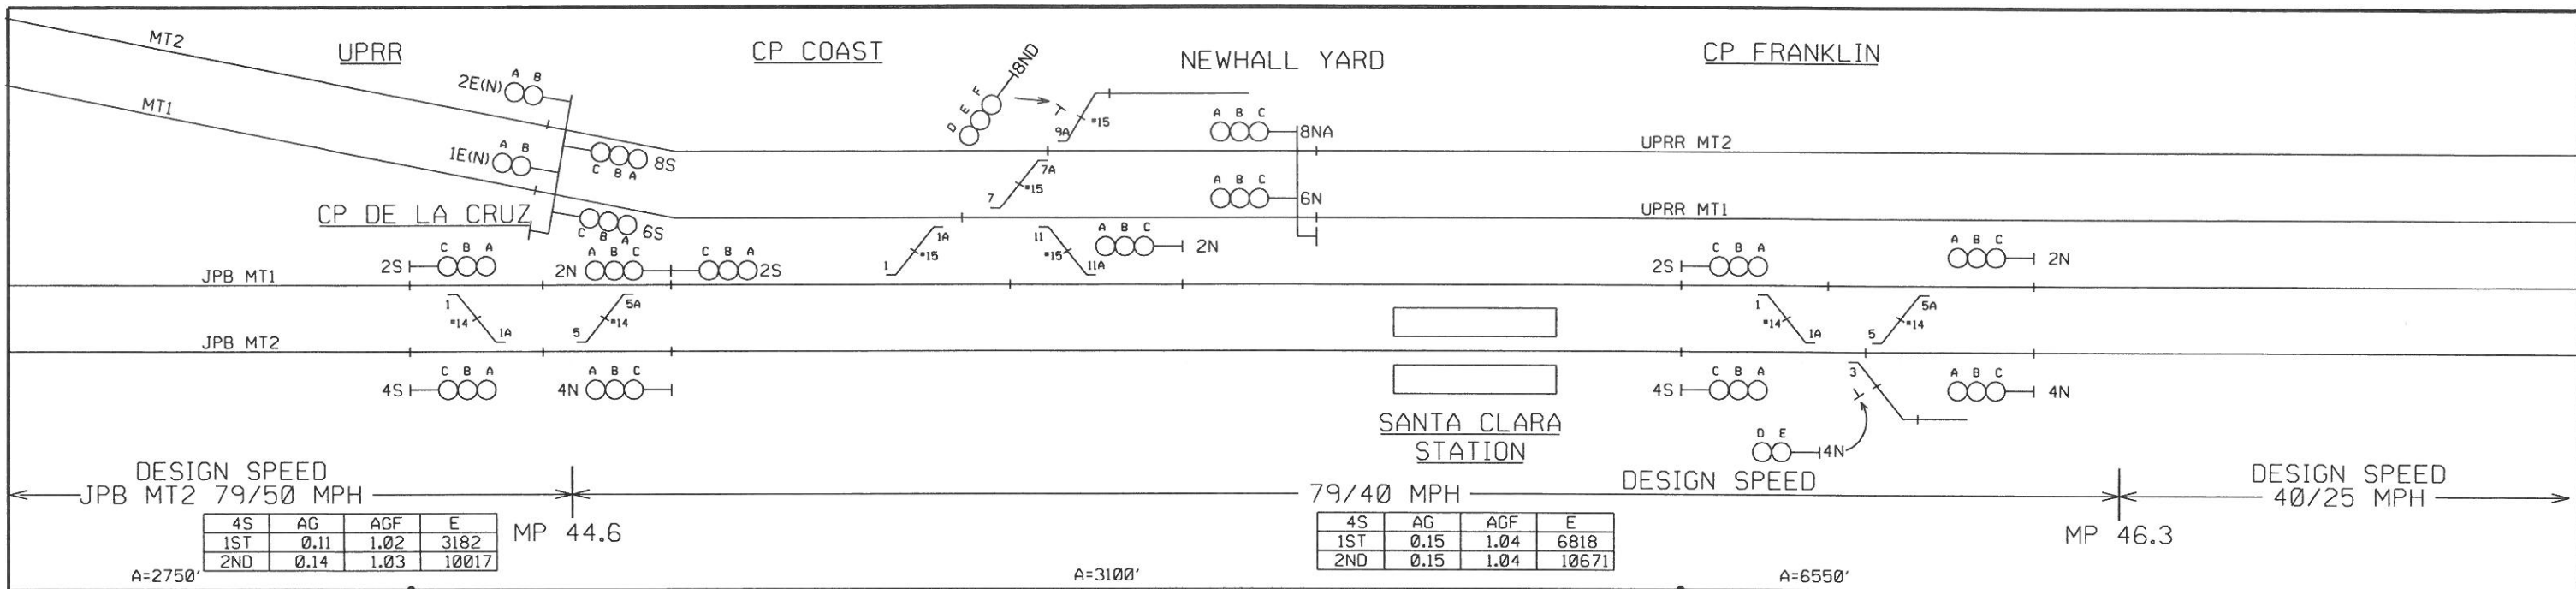 MT2
UPRR
CP COAST
8ND
NEWHALL YARD
CP FRANKLIN
2E(N)
A B
D E F
MT1
9A
"15
A B C
8NA
1E(N)
A B
C B A
8S
UPRR MT2
7A
7
"15
A B C
6N
CP DE LA CRUZ
C B A
6S
UPRR MT1
1A
1
"15
11
"15
11A
A B C
2N
2S
C B A
2N
A B C
C B A
2S
2S
C B A
A B C
2N
JPB MT1
1
"14
1A
5A
5
"14
1
"14
1A
5A
5
"14
JPB MT2
4S
C B A
4N
A B C
4S
C B A
3
A B C
4N
SANTA CLARA
STATION
D E
4N
DESIGN SPEED
JPB MT2 79/50 MPH
79/40 MPH
DESIGN SPEED
DESIGN SPEED
40/25 MPH
4S AG AGF E
1ST 0.11 1.02 3182
2ND 0.14 1.03 10017
MP 44.6
4S AG AGF E
1ST 0.15 1.04 6818
2ND 0.15 1.04 10671
MP 46.3
A=2750'
A=3100'
A=6550'